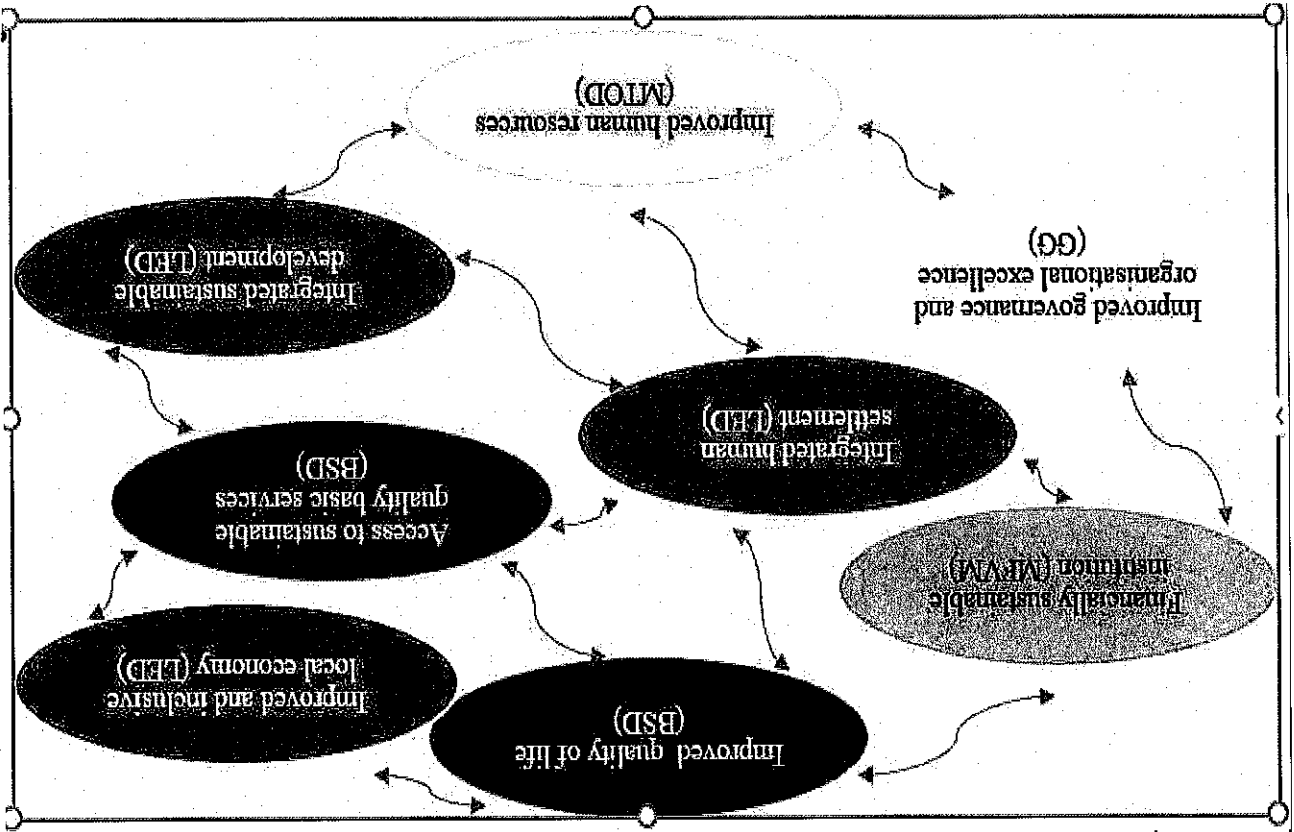 Improved quality of life
(BSD)
Improved and inclusive
local economy (LED)
Financially sustainable
institution (MFVM)
Access to sustainable
quality basic services
(BSD)
Integrated human
settlement (LED)
Integrated sustainable
development (LED)
Improved governance and
organisational excellence
(GG)
Improved human resources
(MTOD)